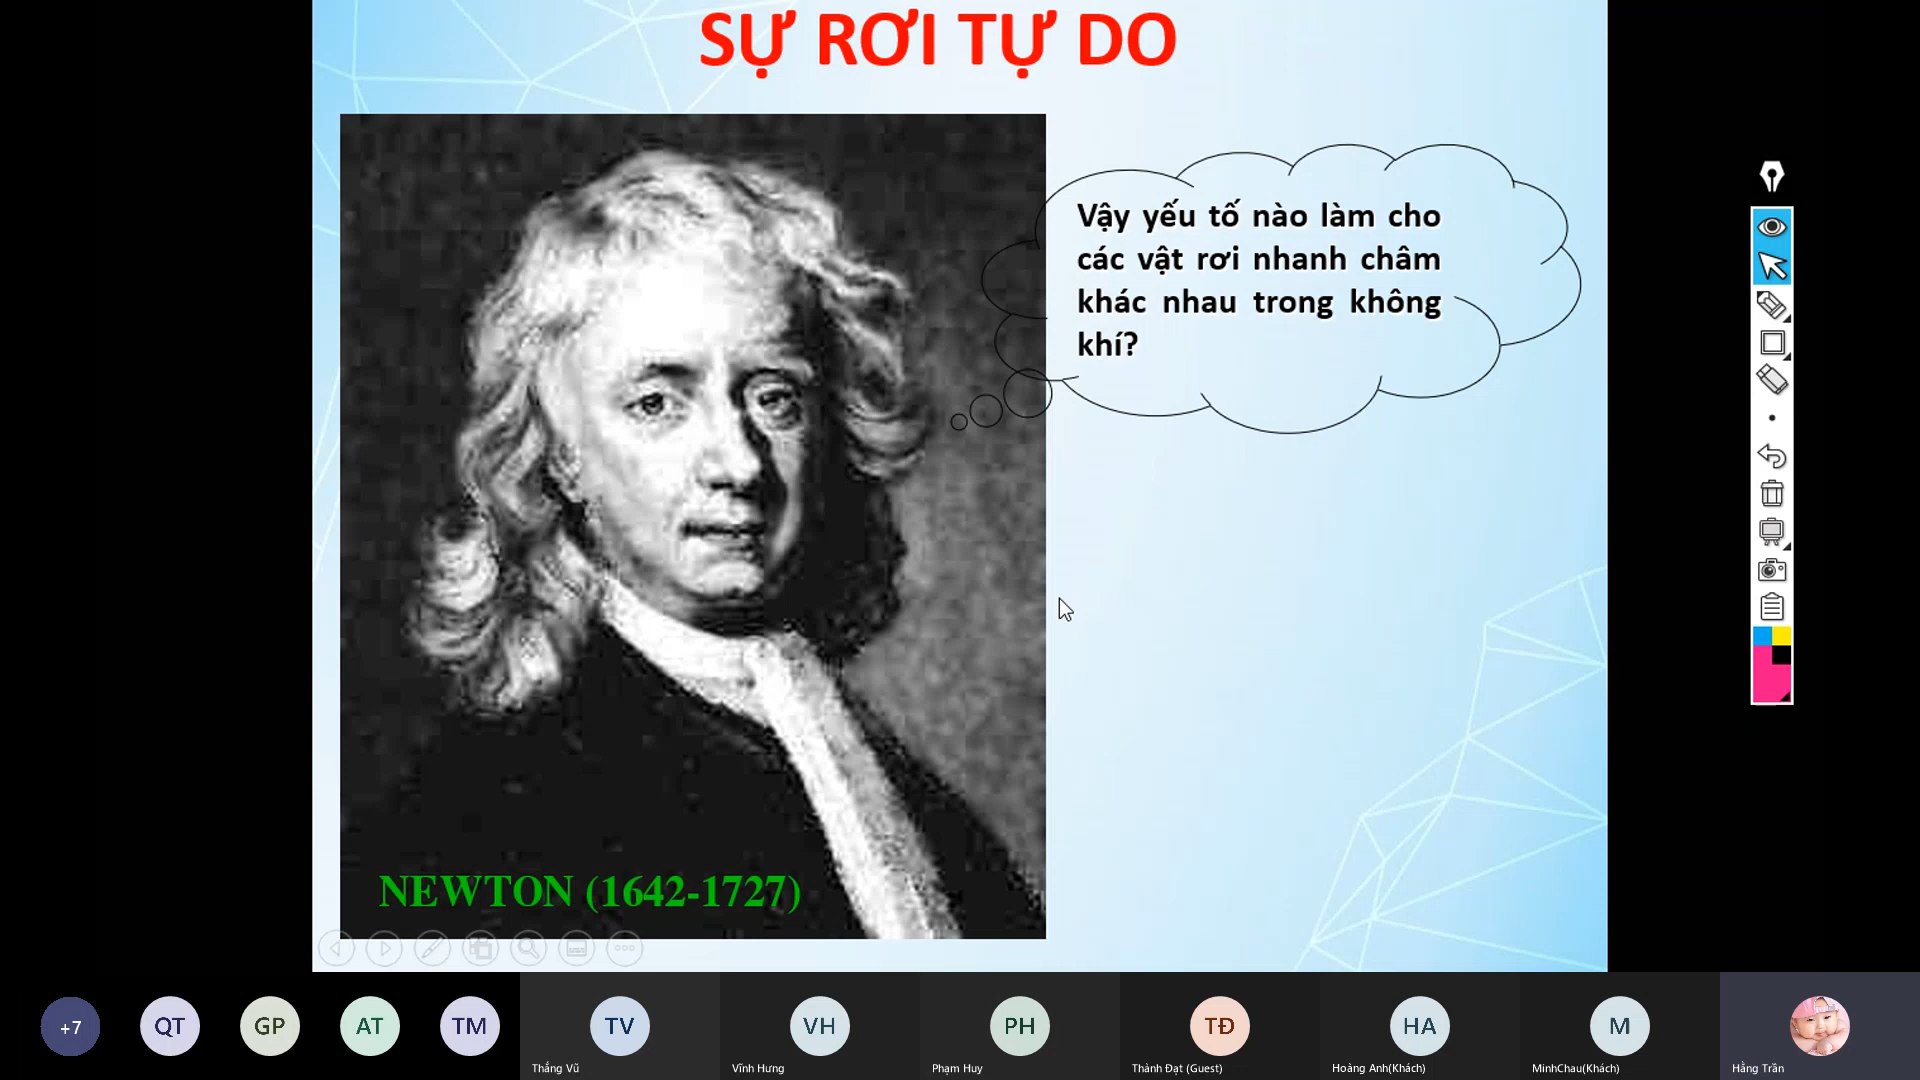 SỰ RƠI TỰ DO
Vậy yếu tố nào làm cho
các vật rơi nhanh châm
khác nhau trong không
khí?
NEWTON (1642-1727)
+7
QT
GP
AT
TM
TV
VH
PH
TĐ
HA
M
Thắng Vũ
Vĩnh Hưng
Phạm Huy
Thành Đạt (Guest)
Hoàng Anh(Khách)
MinhChau(Khách)
Hằng Trần